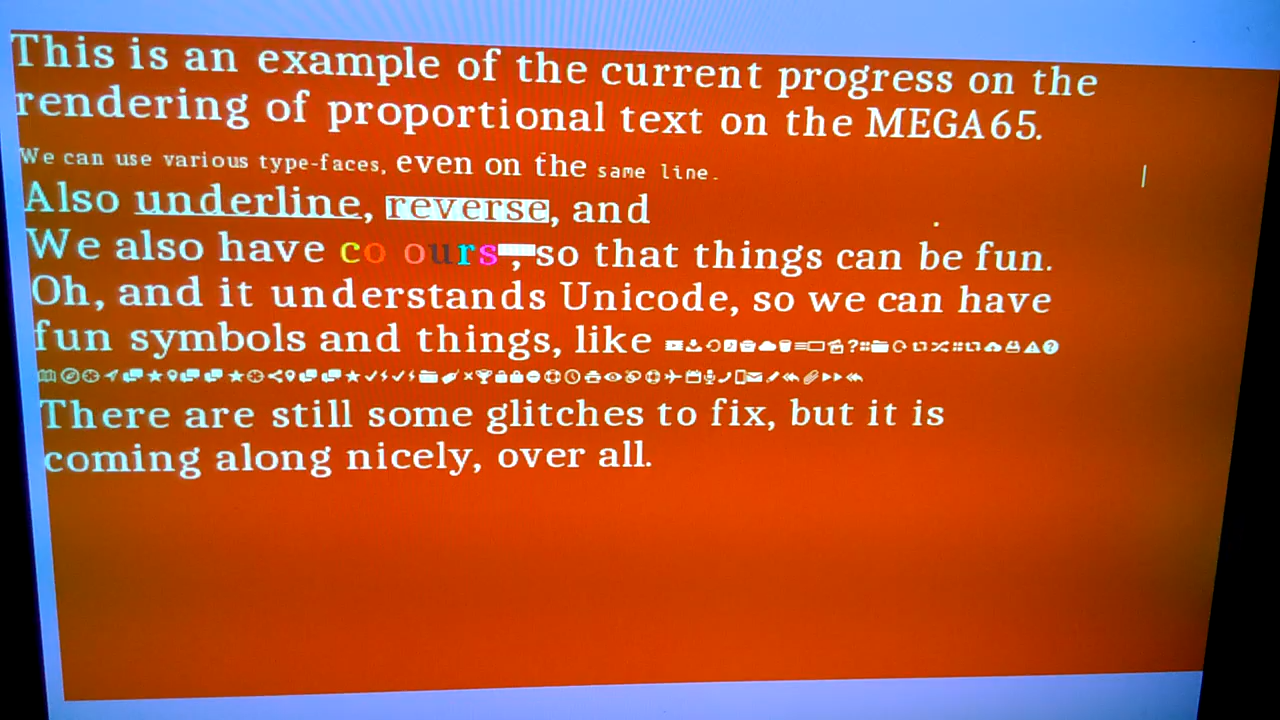 This is an example of the current progress on the
rendering of proportional text on the MEGA65.
We can use various type-faces, even on the same line.
Also underline, reverse, and
We also have co ours , so that things can be fun.
Oh, and it understands Unicode, so we can have
fun symbols and things, like
There are still some glitches to fix, but it is
coming along nicely, over all.